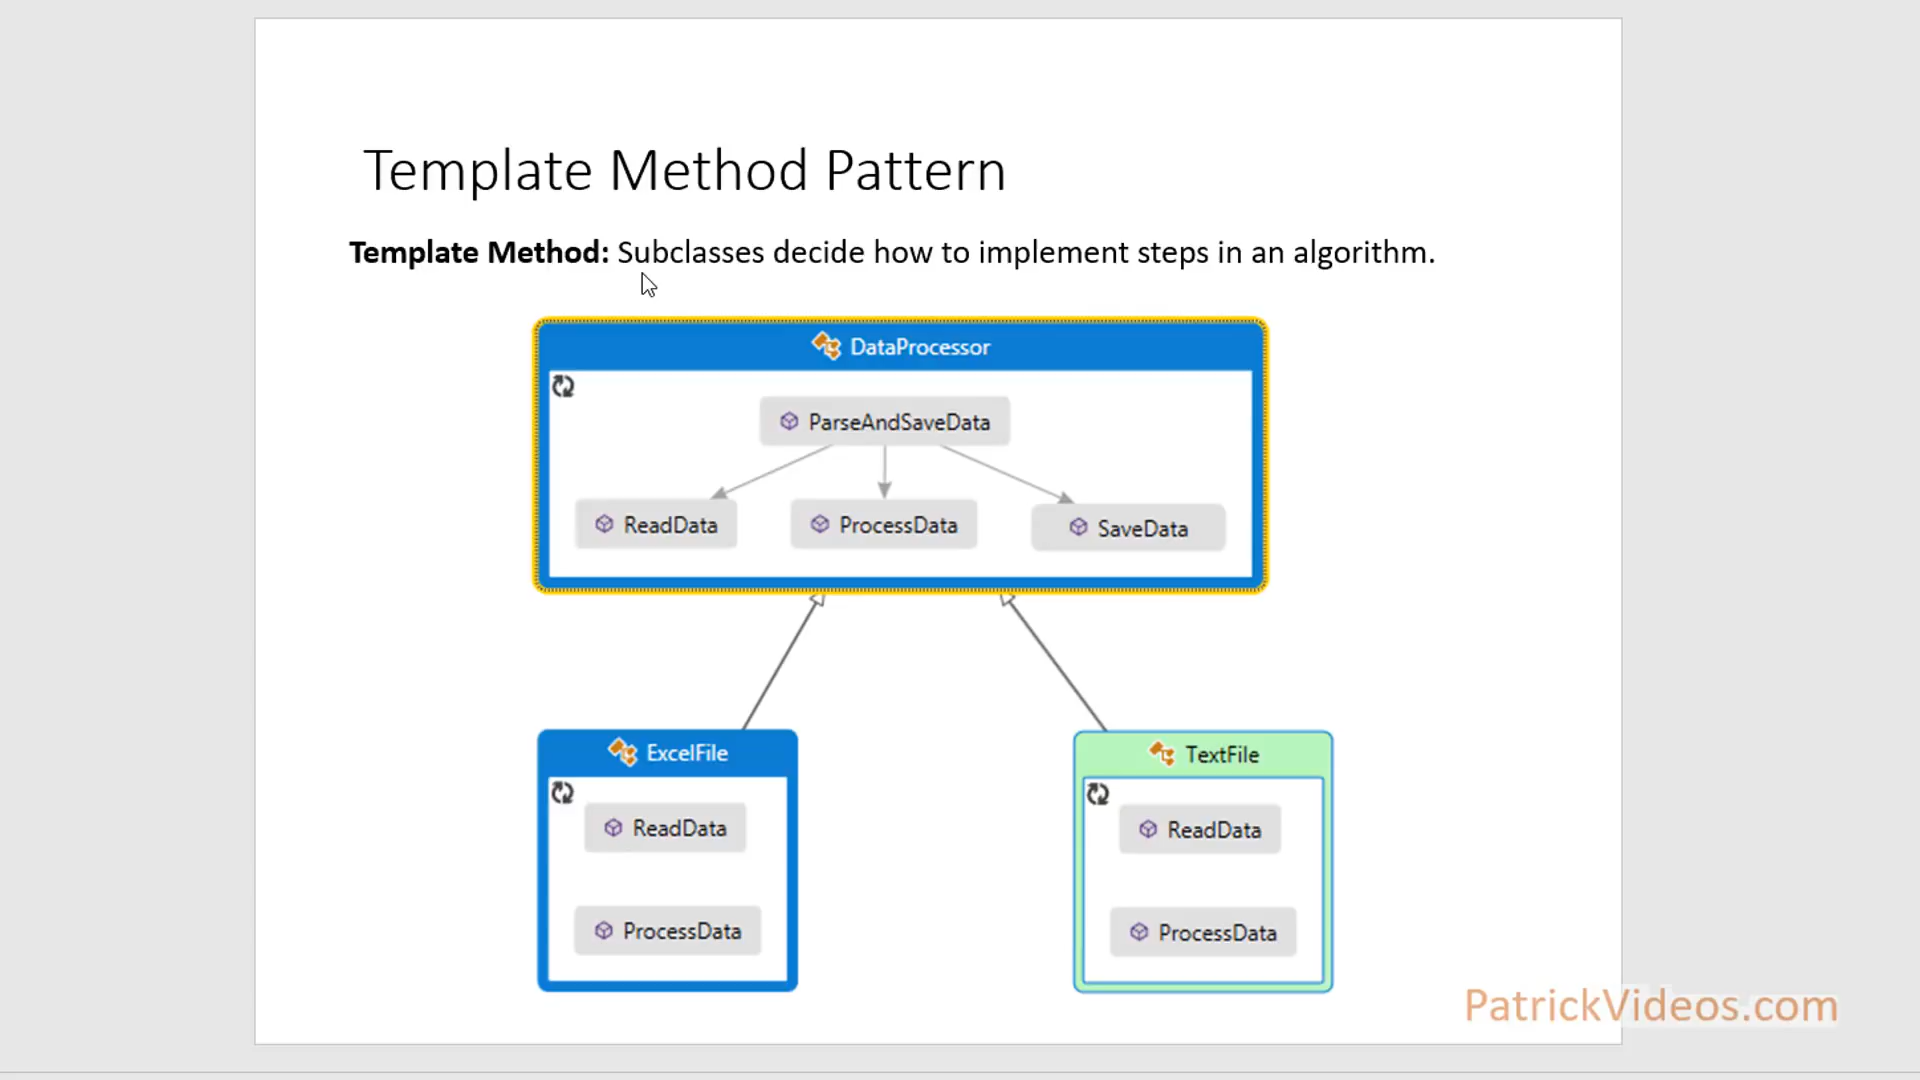 Template Method Pattern
Template Method: Subclasses decide how to implement steps in an algorithm.
DataProcessor
ParseAndSaveData
ReadData
ProcessData
SaveData
ExcelFile
ReadData
ProcessData
TextFile
ReadData
ProcessData
PatrickVideos.com